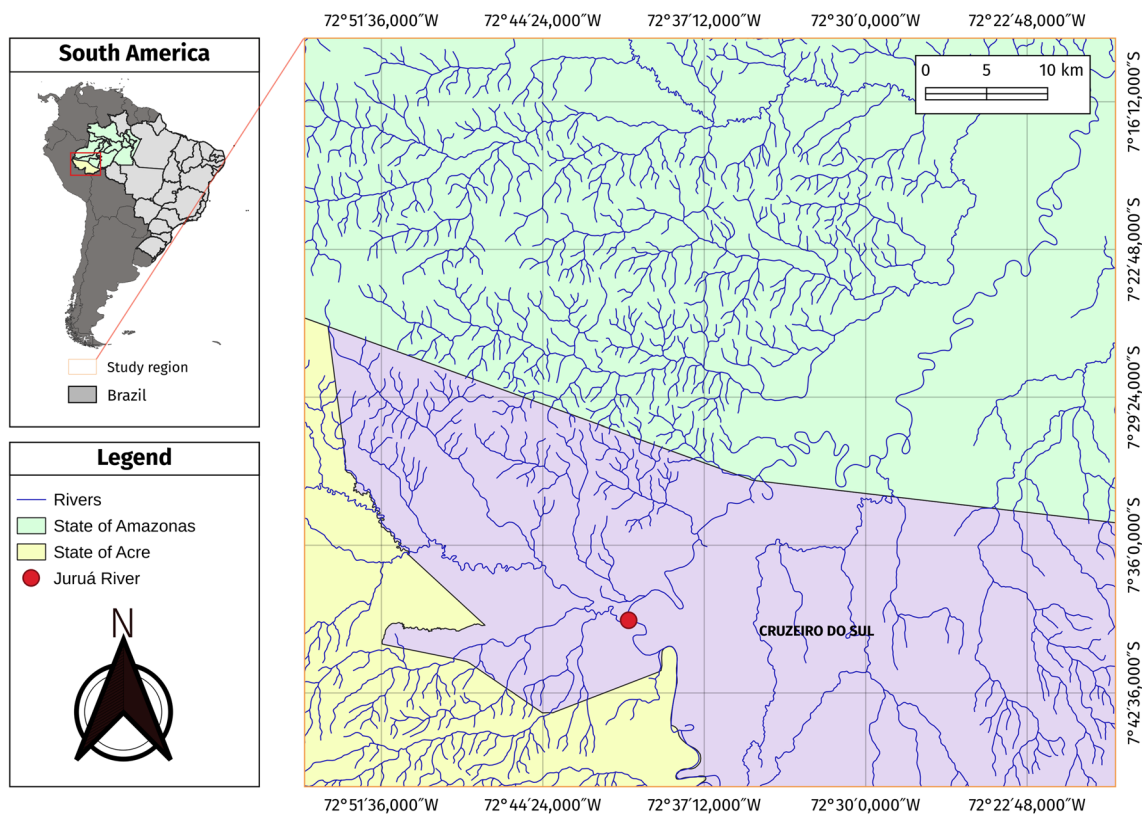 South America
Study region
Brazil
Legend
Rivers
State of Amazonas
State of Acre
Juruá River
N
72°51′36,000″W 72°44′24,000″W 72°37′12,000″W 72°30′0,000″W 72°22′48,000″W
0 5 10 km
CRUZEIRO DO SUL
7°16′12,000″S
7°22′48,000″S
7°29′24,000″S
7°36′0,000″S
7°42′36,000″S
72°51′36,000″W 72°44′24,000″W 72°37′12,000″W 72°30′0,000″W 72°22′48,000″W